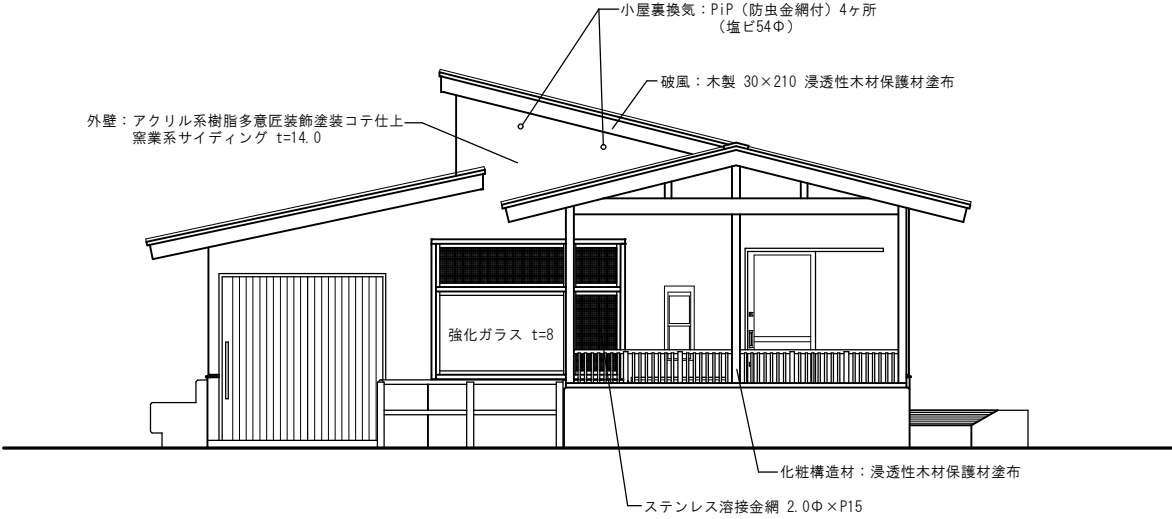 小屋裏換気：PiP（防虫金網付）4ヶ所
（塩ビ54Φ）
破風：木製 30×210 浸透性木材保護材塗布
外壁：アクリル系樹脂多意匠装飾塗装コテ仕上
窯業系サイディング t=14.0
強化ガラス t=8
化粧構造材：浸透性木材保護材塗布
ステンレス溶接金網 2.0Φ×P15